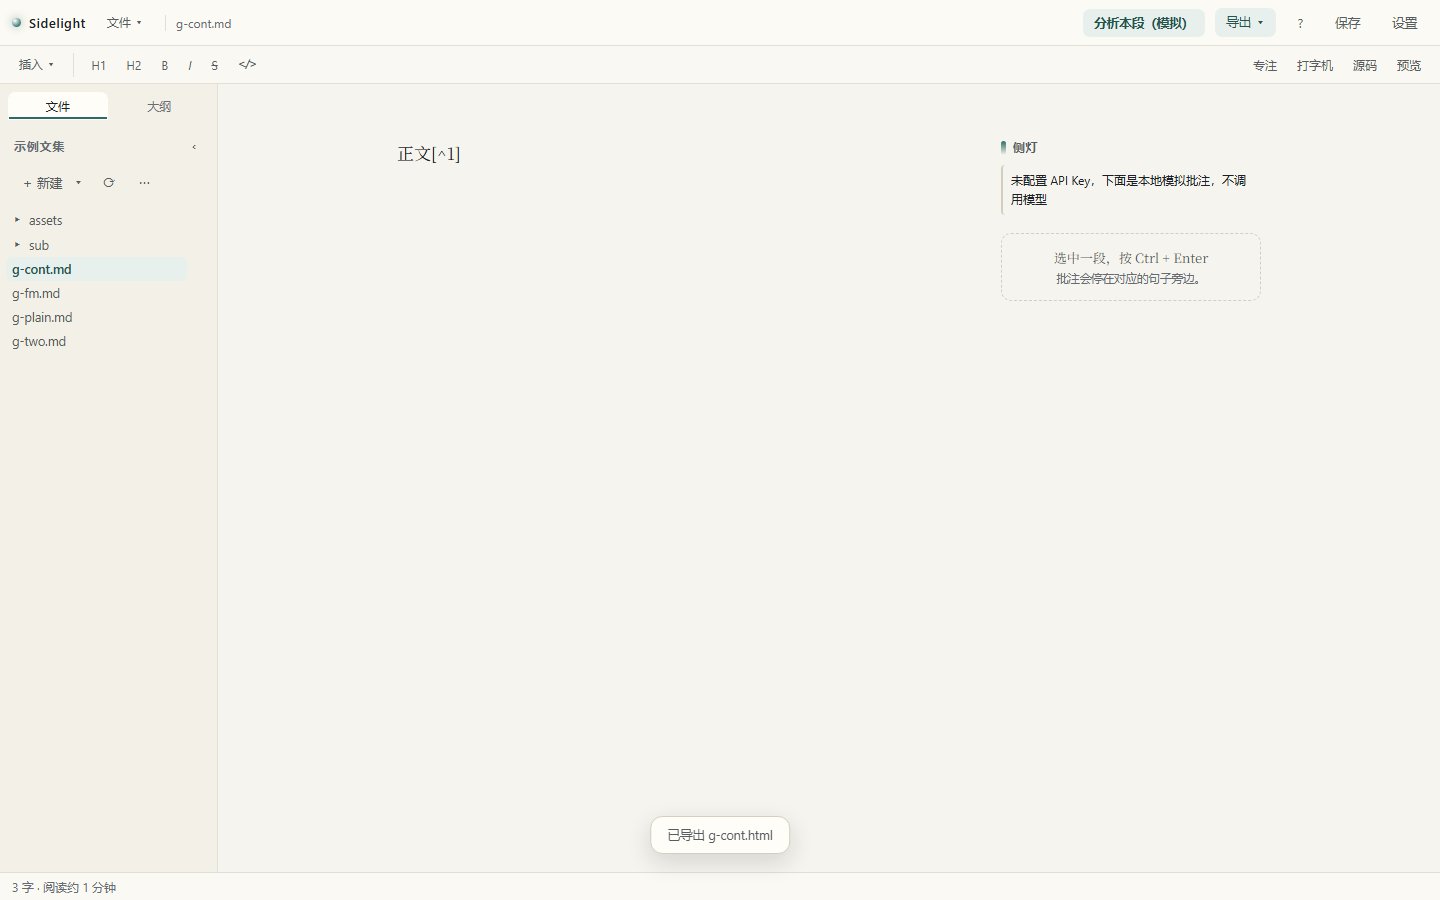 Sidelight 文件 ▾ g-cont.md 分析本段（模拟） 导出 ▾ ? 保存 设置
插入 ▾ H1 H2 B I S </> 专注 打字机 源码 预览
文件 大纲
示例文集 ‹
+ 新建 ▾ ⟳ ···
▸ assets
▸ sub
g-cont.md
g-fm.md
g-plain.md
g-two.md
正文[^1]
侧灯
未配置 API Key，下面是本地模拟批注，不调
用模型
选中一段，按 Ctrl + Enter
批注会停在对应的句子旁边。
已导出 g-cont.html
3 字 · 阅读约 1 分钟